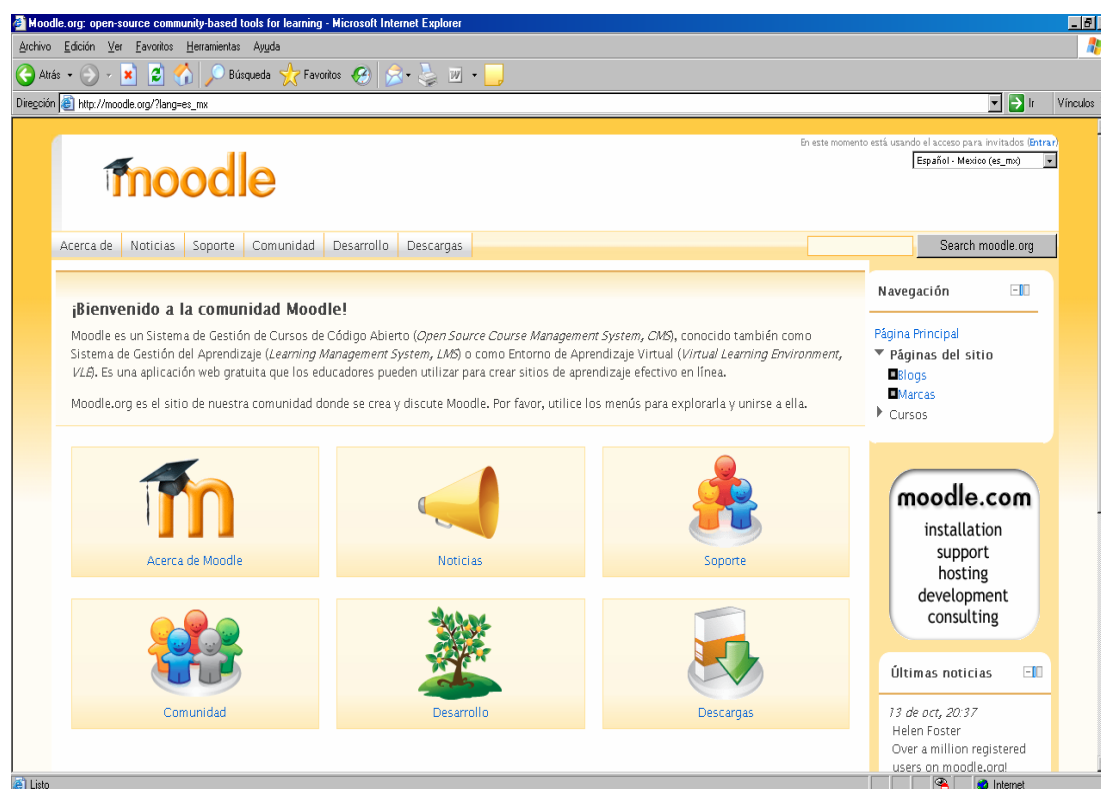 Moodle.org: open-source community-based tools for learning - Microsoft Internet Explorer
Archivo Edición Ver Favoritos Herramientas Ayuda
Atrás Búsqueda Favoritos
Dirección http://moodle.org/?lang=es_mx Ir Vínculos
En este momento está usando el acceso para invitados (Entrar)
Español - Mexico (es_mx)
moodle
Acerca de Noticias Soporte Comunidad Desarrollo Descargas
Search moodle.org
¡Bienvenido a la comunidad Moodle!
Moodle es un Sistema de Gestión de Cursos de Código Abierto (Open Source Course Management System, CMS), conocido también como
Sistema de Gestión del Aprendizaje (Learning Management System, LMS) o como Entorno de Aprendizaje Virtual (Virtual Learning Environment,
VLE). Es una aplicación web gratuita que los educadores pueden utilizar para crear sitios de aprendizaje efectivo en línea.
Moodle.org es el sitio de nuestra comunidad donde se crea y discute Moodle. Por favor, utilice los menús para explorarla y unirse a ella.
m
Acerca de Moodle
Noticias
Soporte
Comunidad
Desarrollo
Descargas
Navegación
Página Principal
Páginas del sitio
Blogs
Marcas
Cursos
moodle.com
installation
support
hosting
development
consulting
Últimas noticias
13 de oct, 20:37
Helen Foster
Over a million registered
users on moodle.org!
Listo
Internet